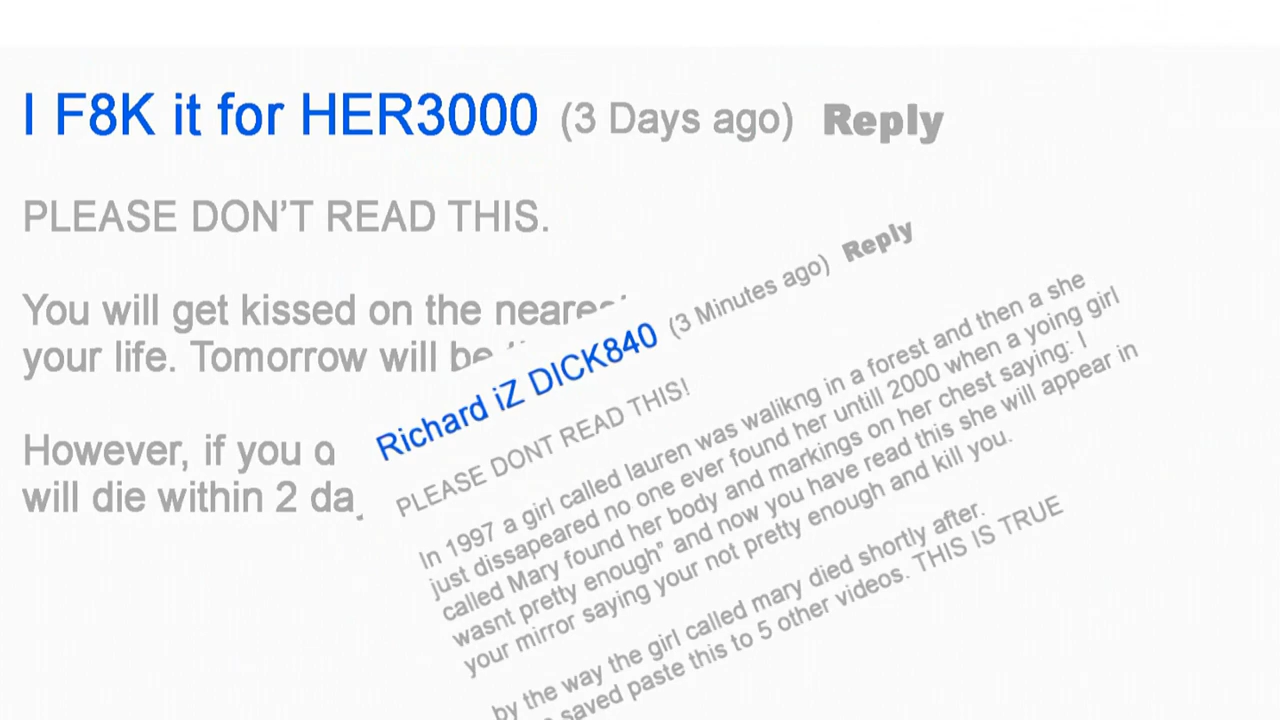 I F8K it for HER3000 (3 Days ago) Reply
PLEASE DON'T READ THIS.
You will get kissed on the
your life. Tomorrow will be
However, if you
will die within 2
Richard iZ DICK840 (3 Minutes ago) Reply
PLEASE DONT READ THIS!
In 1997 a girl called lauren was walikng in a forest and then a she
just dissapeared no one ever found her untill 2000 when a yoing girl
called Mary found her body and markings on her chest saying: I
wasnt pretty enough" and now you have read this she will appear in
your mirror saying your not pretty enough and kill you.
by the way the girl called mary died shortly after.
saved paste this to 5 other videos. THIS IS TRUE